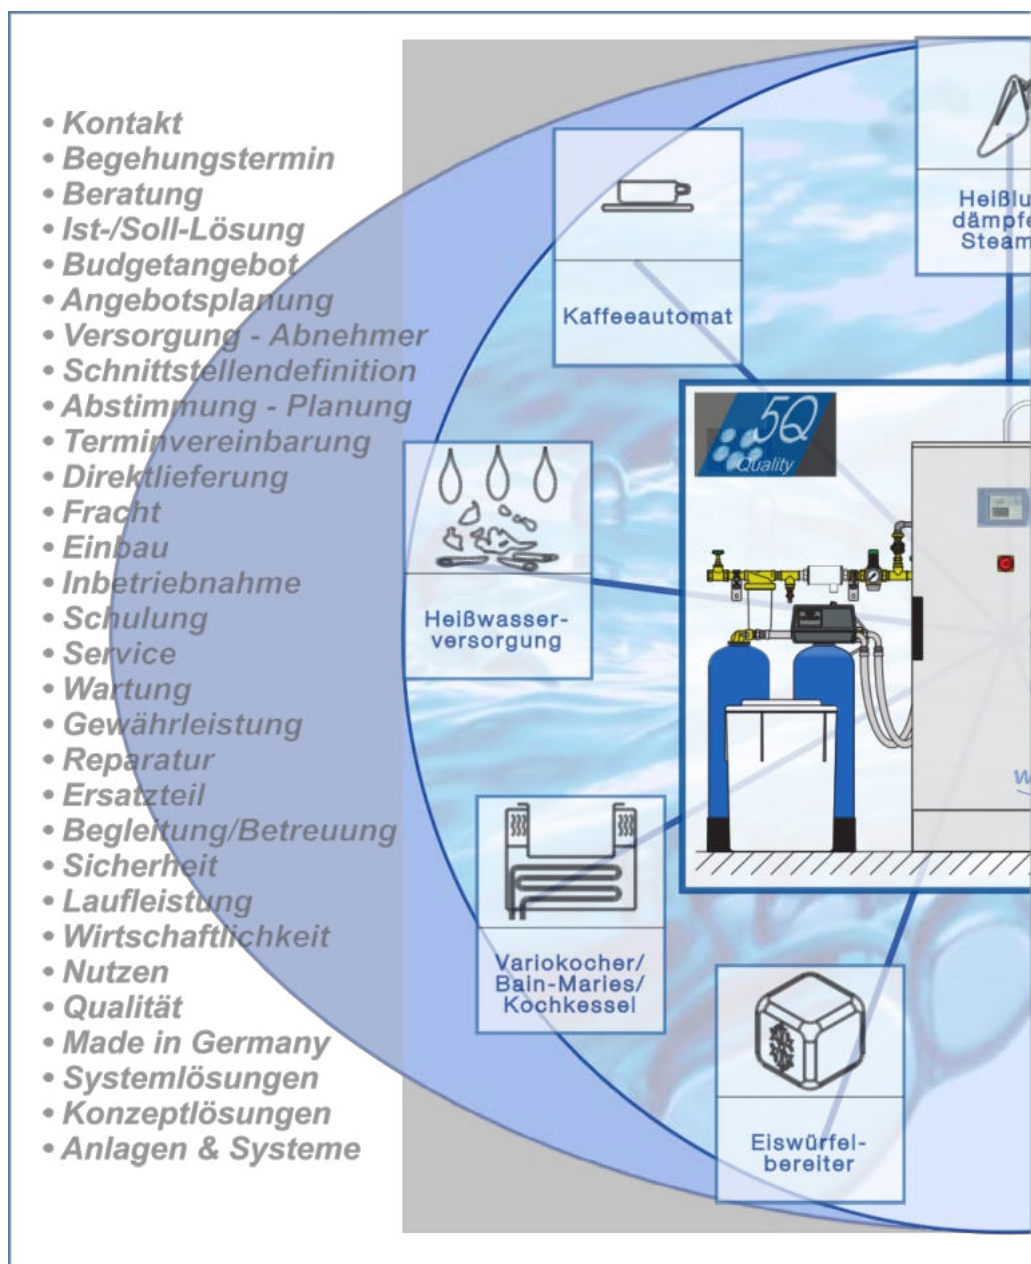 • Kontakt
• Begehungstermin
• Beratung
• Ist-/Soll-Lösung
• Budgetangebot
• Angebotsplanung
• Versorgung - Abnehmer
• Schnittstellendefinition
• Abstimmung - Planung
• Terminvereinbarung
• Direktlieferung
• Fracht
• Einbau
• Inbetriebnahme
• Schulung
• Service
• Wartung
• Gewährleistung
• Reparatur
• Ersatzteil
• Begleitung/Betreuung
• Sicherheit
• Laufleistung
• Wirtschaftlichkeit
• Nutzen
• Qualität
• Made in Germany
• Systemlösungen
• Konzeptlösungen
• Anlagen & Systeme
Kaffeeautomat
5Q
Quality
Heißwasser-
versorgung
Variokocher/
Bain-Maries/
Kochkessel
Eiswürfel-
bereiter